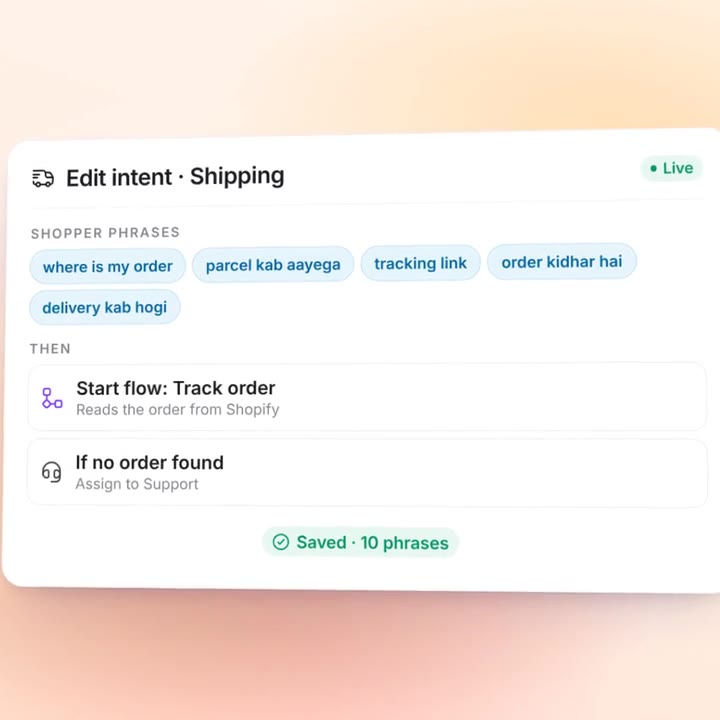 Edit intent · Shipping
Live
SHOPPER PHRASES
where is my order
parcel kab aayega
tracking link
order kidhar hai
delivery kab hogi
THEN
Start flow: Track order
Reads the order from Shopify
If no order found
Assign to Support
Saved · 10 phrases